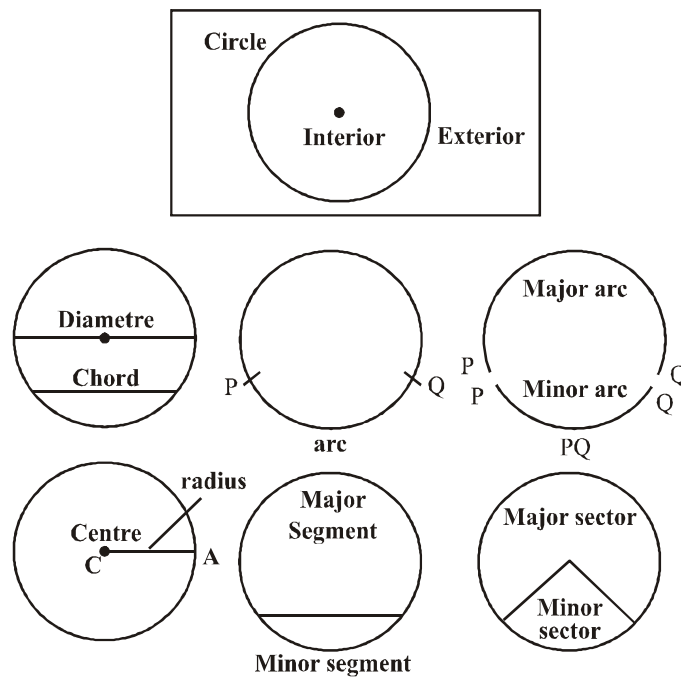 Circle
Interior
Exterior
Diametre
Chord
P
Q
arc
Major arc
P
Q
P
Minor arc
Q
PQ
radius
Centre
C
A
Major
Segment
Minor segment
Major sector
Minor
sector